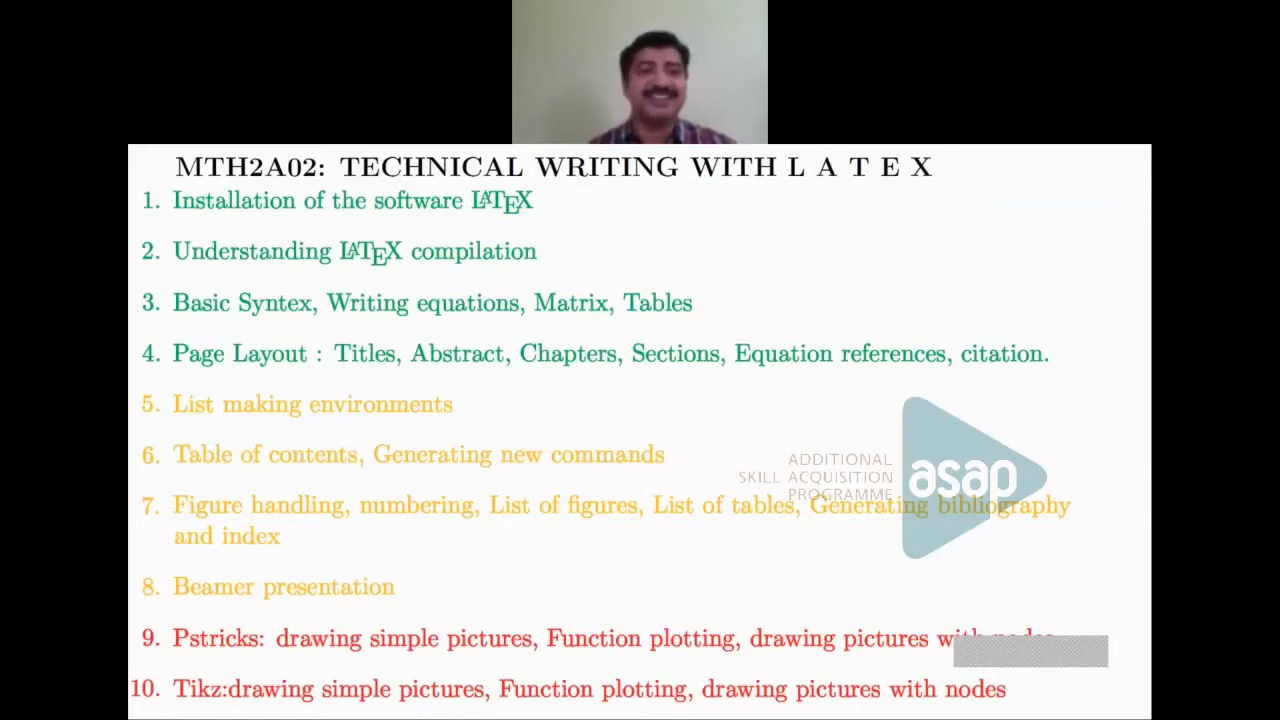 MTH2A02: TECHNICAL WRITING WITH L A T E X
1. Installation of the software LATEX
2. Understanding LATEX compilation
3. Basic Syntex, Writing equations, Matrix, Tables
4. Page Layout : Titles, Abstract, Chapters, Sections, Equation references, citation.
5. List making environments
6. Table of contents, Generating new commands
ADDITIONAL
SKILL ACQUISITION
PROGRAMME
asap
7. Figure handling, numbering, List of figures, List of tables, Generating bibliography
and index
8. Beamer presentation
9. Pstricks: drawing simple pictures, Function plotting, drawing pictures with nodes
10. Tikz:drawing simple pictures, Function plotting, drawing pictures with nodes